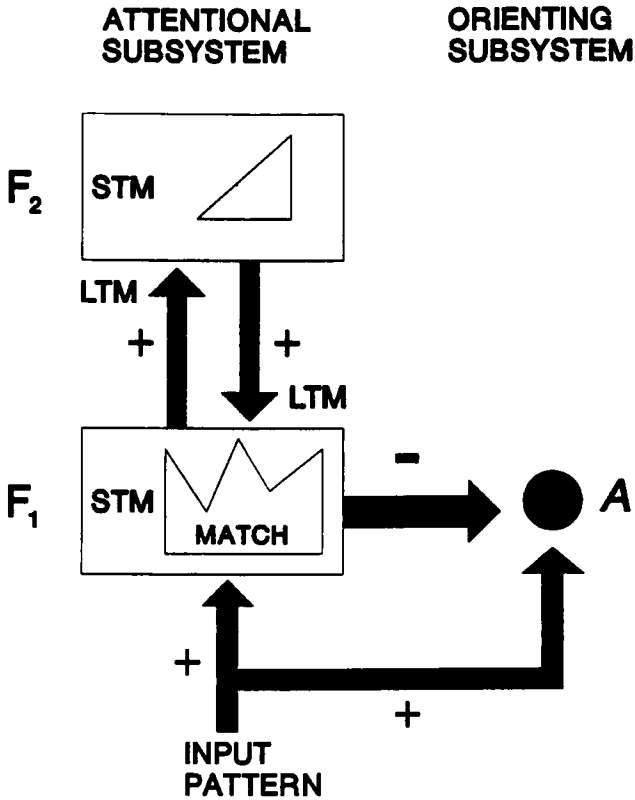 ATTENTIONAL
SUBSYSTEM
ORIENTING
SUBSYSTEM
F₂
STM
LTM
+
+
LTM
F₁
STM
MATCH
-
A
+
+
INPUT
PATTERN